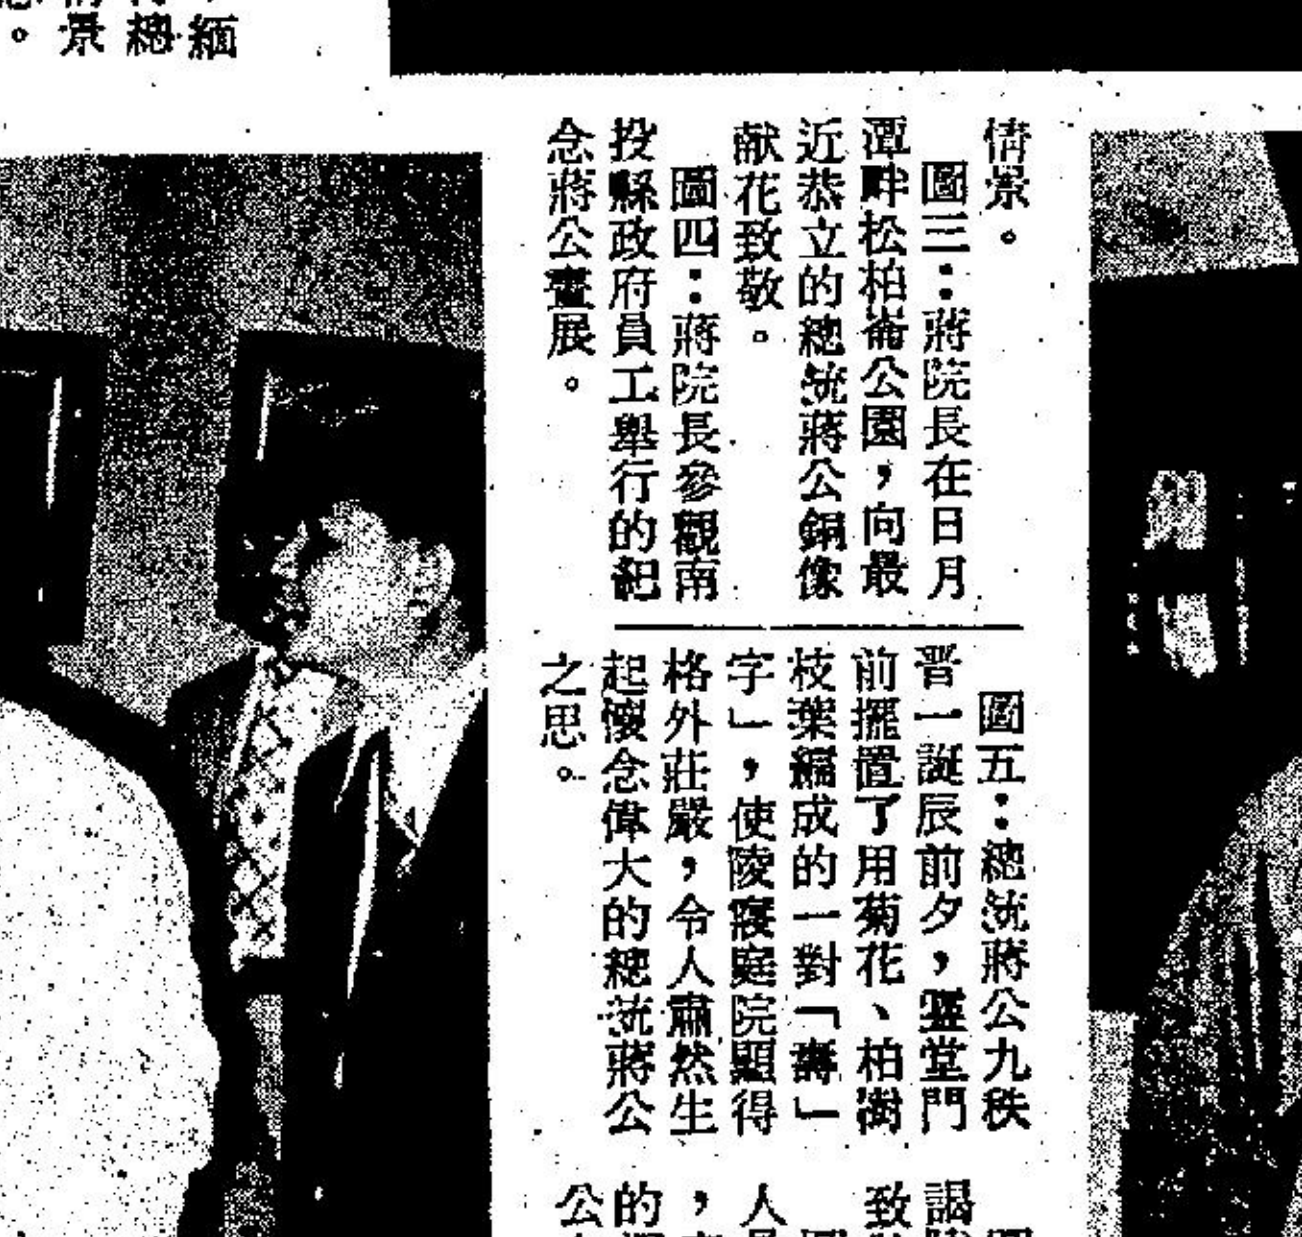 緬
總
景。
情景。
圖三：蔣院長在日月
潭畔松柏崙公園，向最
近恭立的總統蔣公銅像
献花致敬。
圖四：蔣院長參觀南
投縣政府員工舉行的紀
念蔣公畫展。
圖五：總統蔣公九秩
晋一誕辰前夕，靈堂門
前擺置了用菊花、柏樹
枝葉編成的一對「壽」
字」，使陵寢庭院顯得
格外莊嚴，令人肅然生
起懷念偉大的總統蔣公
之思。
謁
致
人
，
的
公